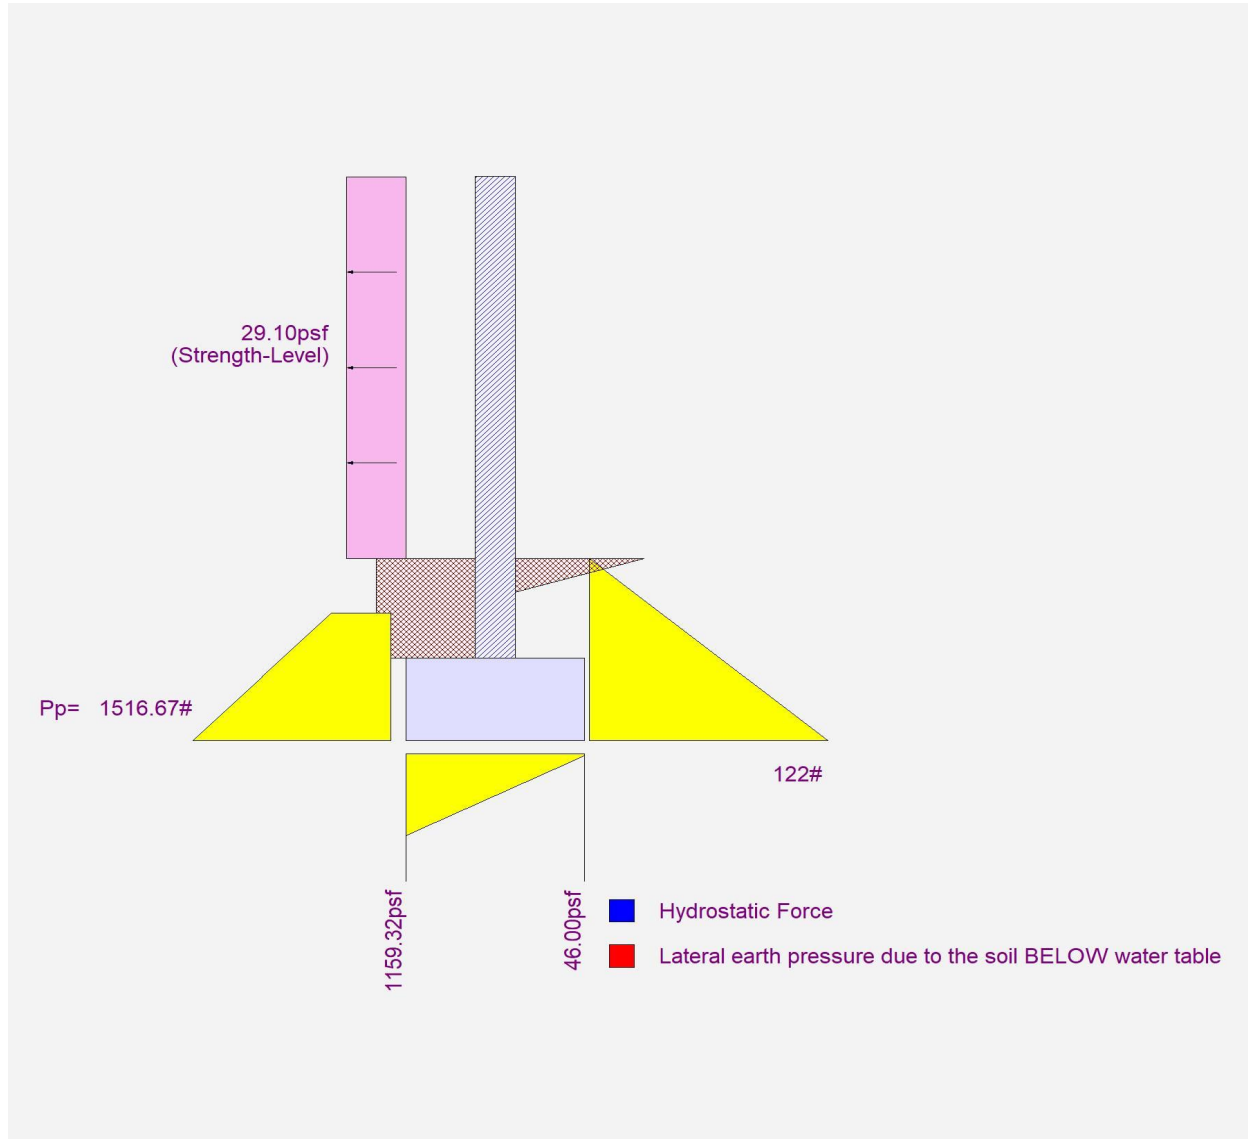 29.10psf
(Strength-Level)
Pp= 1516.67#
122#
1159.32psf
46.00psf
Hydrostatic Force
Lateral earth pressure due to the soil BELOW water table